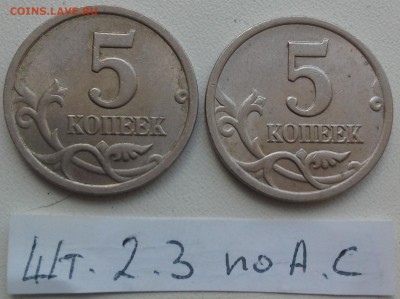 COINS.LAVE.RU
5
КОПЕЕК
5
КОПЕЕК
Шт. 2.3 по А.С